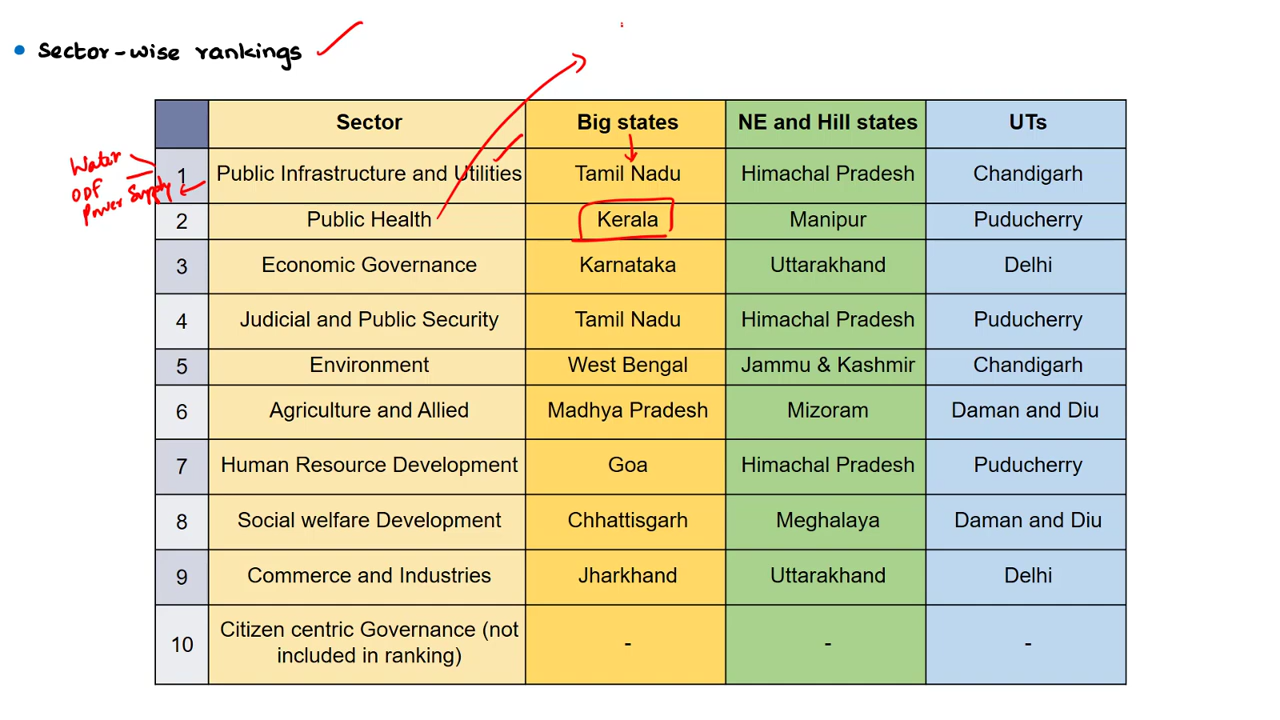 • Sector-wise rankings
Sector Big states NE and Hill states UTs
Water
ODF
Power Supply
1 Public Infrastructure and Utilities Tamil Nadu Himachal Pradesh Chandigarh
2 Public Health Kerala Manipur Puducherry
3 Economic Governance Karnataka Uttarakhand Delhi
4 Judicial and Public Security Tamil Nadu Himachal Pradesh Puducherry
5 Environment West Bengal Jammu & Kashmir Chandigarh
6 Agriculture and Allied Madhya Pradesh Mizoram Daman and Diu
7 Human Resource Development Goa Himachal Pradesh Puducherry
8 Social welfare Development Chhattisgarh Meghalaya Daman and Diu
9 Commerce and Industries Jharkhand Uttarakhand Delhi
10 Citizen centric Governance (not
included in ranking) - - -